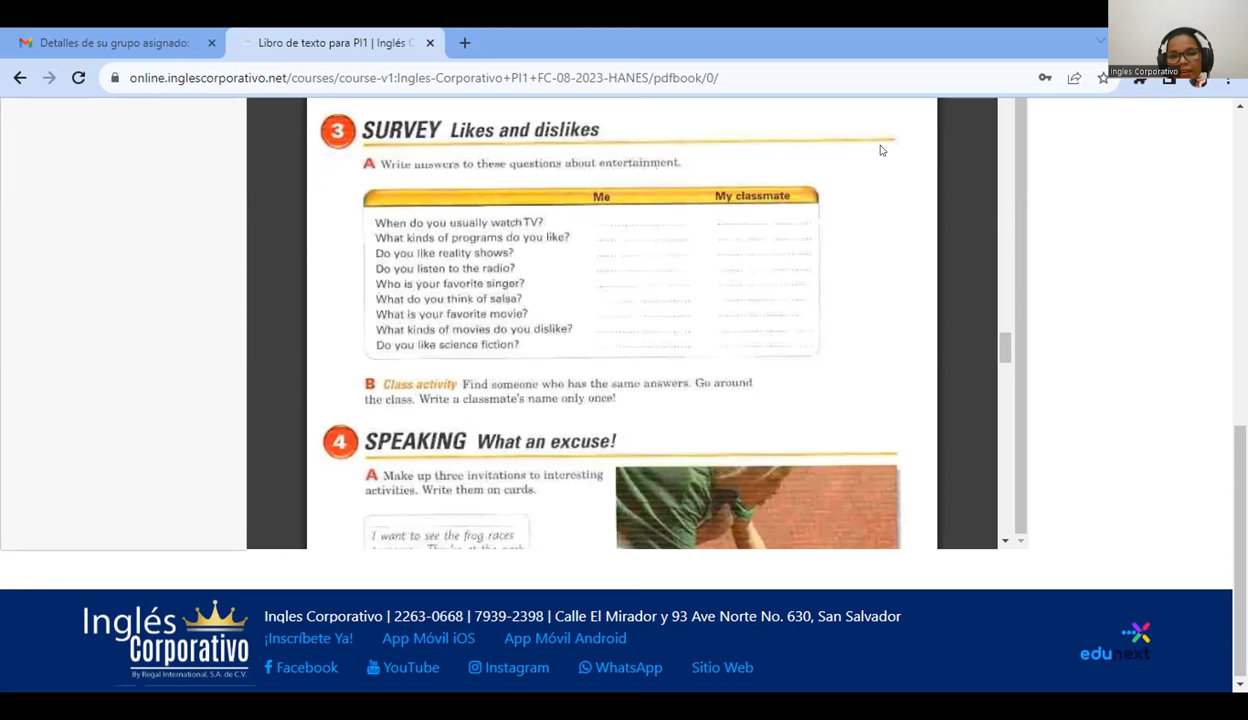 Detalles de su grupo asignado:
Libro de texto para PI1 | Inglés C
online.inglescorporativo.net/courses/course-v1:Ingles-Corporativo+PI1+FC-08-2023-HANES/pdfbook/0/
Ingles Corporativo
3 SURVEY Likes and dislikes
A Write answers to these questions about entertainment.
Me My classmate
When do you usually watch TV?
What kinds of programs do you like?
Do you like reality shows?
Do you listen to the radio?
Who is your favorite singer?
What do you think of salsa?
What is your favorite movie?
What kinds of movies do you dislike?
Do you like science fiction?
B Class activity Find someone who has the same answers. Go around
the class. Write a classmate's name only once!
4 SPEAKING What an excuse!
A Make up three invitations to interesting
activities. Write them on cards.
I want to see the frog races
Inglés
Corporativo
By Regal International, S.A. de C.V.
Ingles Corporativo | 2263-0668 | 7939-2398 | Calle El Mirador y 93 Ave Norte No. 630, San Salvador
¡Inscríbete Ya! App Móvil iOS App Móvil Android
Facebook YouTube Instagram WhatsApp Sitio Web
edunext